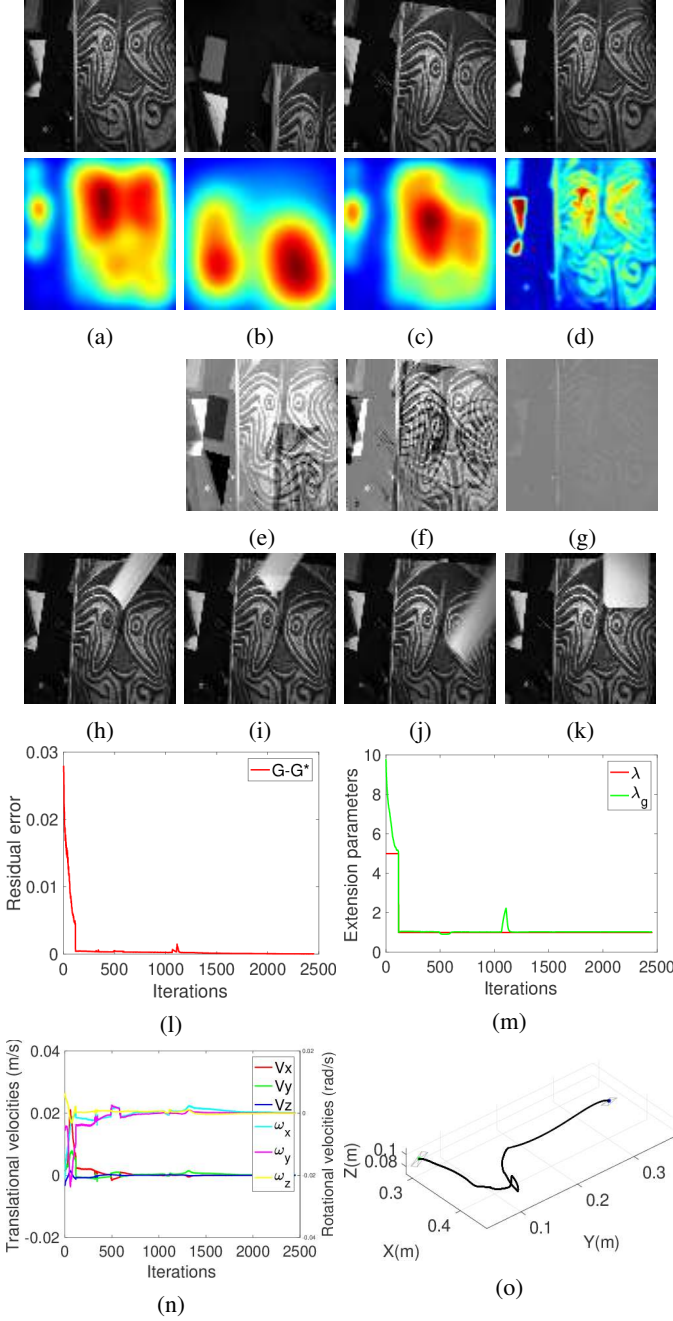 (a) (b) (c) (d)
(e) (f) (g)
(h) (i) (j) (k)
0.03
0.02
0.01
0
0 500 1000 1500 2000 2500
Residual error
Iterations
G-G*
(l)
10
8
6
4
2
0
0 500 1000 1500 2000 2500
Extension parameters
Iterations
λ
λg
(m)
0.04
0.02
0
-0.02
0 500 1000 1500 2000 2500
Translational velocities (m/s)
Iterations
Vx
Vy
Vz
ωx
ωy
ωz
0.02
0
-0.02
-0.04
Rotational velocities (rad/s)
(n)
Z(m)
0.1
0.08
0.3
0.4
X(m)
0.1
0.2
0.3
Y(m)
(o)